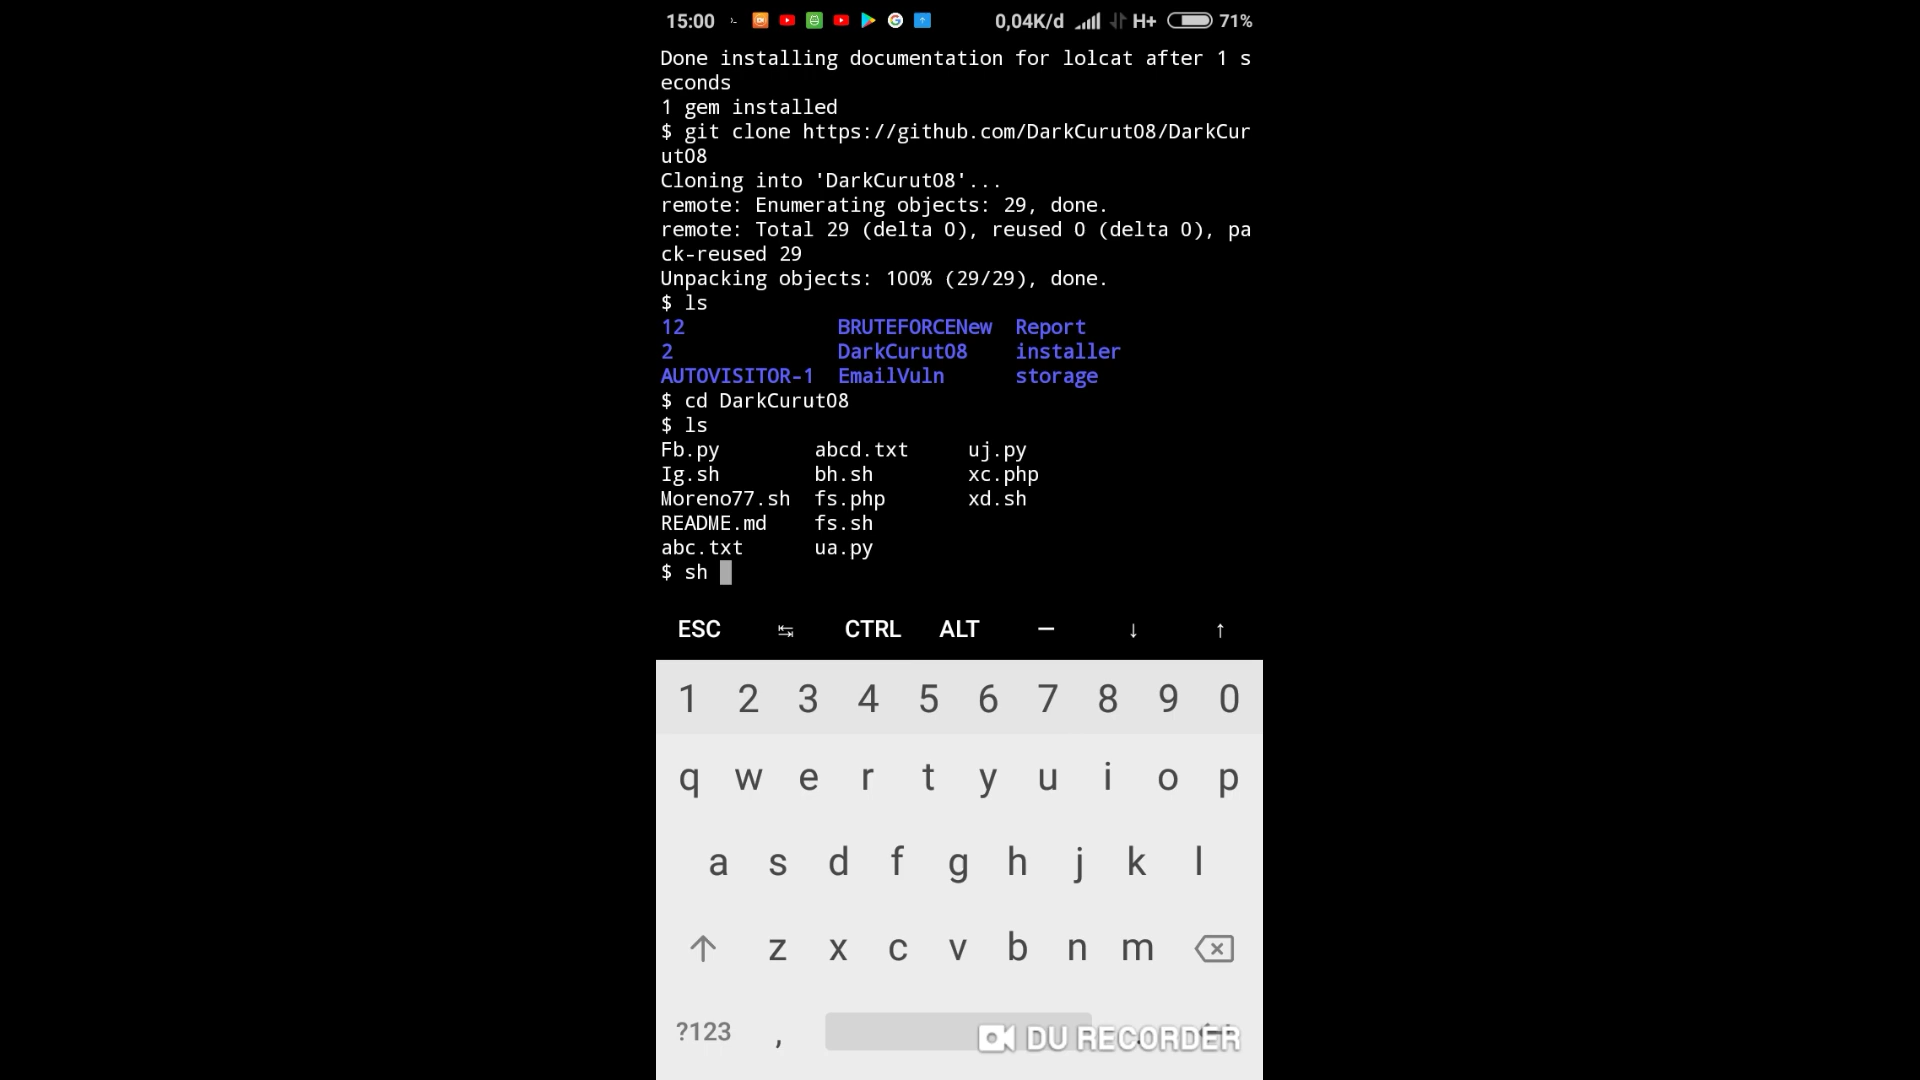 15:00 0,04K/d H+ 71%
Done installing documentation for lolcat after 1 s
econds
1 gem installed
$ git clone https://github.com/DarkCurut08/DarkCur
ut08
Cloning into 'DarkCurut08'...
remote: Enumerating objects: 29, done.
remote: Total 29 (delta 0), reused 0 (delta 0), pa
ck-reused 29
Unpacking objects: 100% (29/29), done.
$ ls
12 BRUTEFORCENew Report
2 DarkCurut08 installer
AUTOVISITOR-1 EmailVuln storage
$ cd DarkCurut08
$ ls
Fb.py abcd.txt uj.py
Ig.sh bh.sh xc.php
Moreno77.sh fs.php xd.sh
README.md fs.sh
abc.txt ua.py
$ sh
ESC ↹ CTRL ALT — ↓ ↑
1 2 3 4 5 6 7 8 9 0
q w e r t y u i o p
a s d f g h j k l
z x c v b n m
?123 ,
DU RECORDER